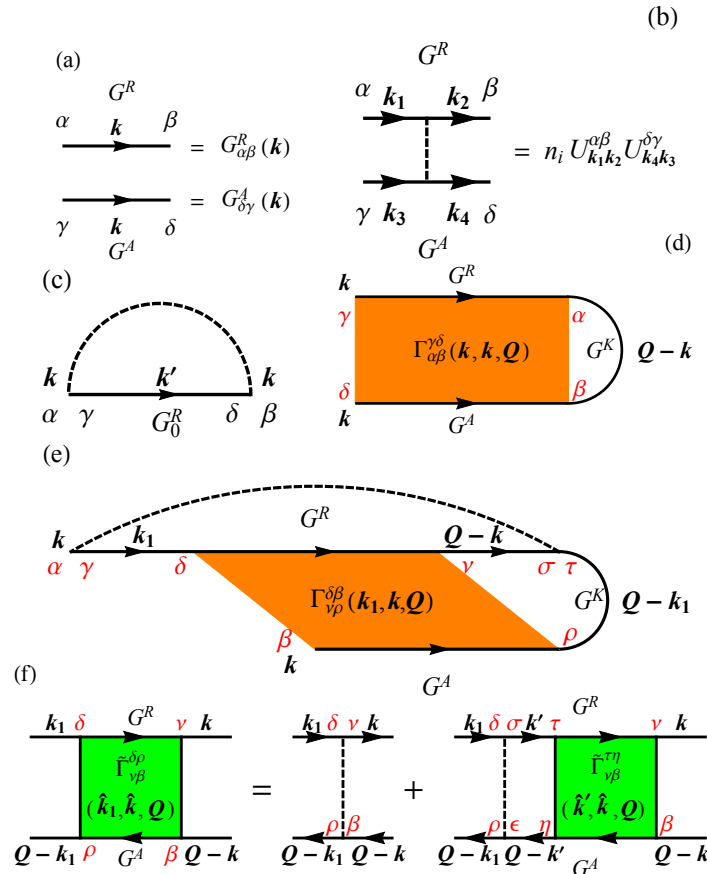 (b)
(a)
G^R
G^R
α k β
= G^R_{αβ}(k)
α k_1 k_2 β
= n_i U^{αβ}_{k_1k_2} U^{δγ}_{k_4k_3}
= G^A_{δγ}(k)
γ k δ
G^A
γ k_3 k_4 δ
G^A
(c)
k k' k
α γ G^R_0 δ β
(d)
k G^R
γ α
Γ^{γδ}_{αβ}(k, k, Q) G^K Q − k
δ β
k G^A
(e)
G^R
k k_1 Q − k
α γ δ ν σ τ
Γ^{δβ}_{νρ}(k_1, k, Q) G^K Q − k_1
β ρ
k
G^A
(f)
k_1 δ G^R ν k
Γ̃^{δρ}_{νβ}
(k̂_1, k̂, Q)
Q − k_1 ρ G^A β Q − k
=
k_1 δ ν k
ρ β
Q − k_1 Q − k
+
G^R
k_1 δ σ k' τ ν k
Γ̃^{τη}_{νβ}
(k̂', k̂, Q)
ρ ϵ η β
Q − k_1 Q − k' G^A Q − k